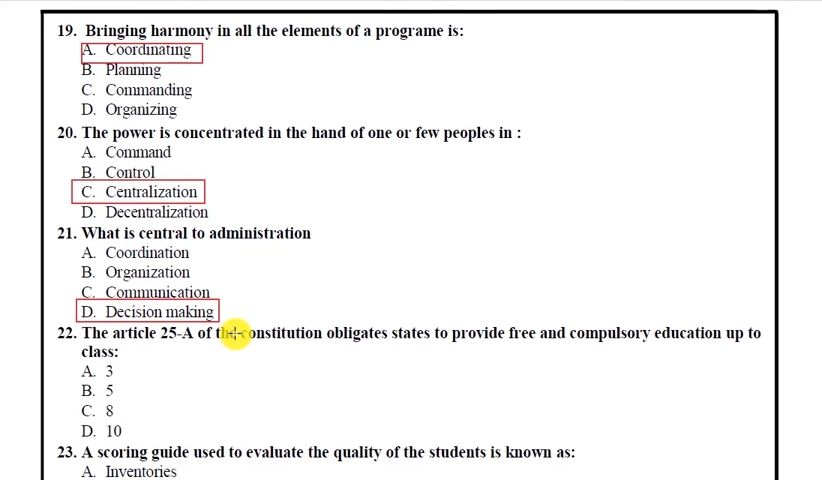 19. Bringing harmony in all the elements of a programe is:
A. Coordinating
B. Planning
C. Commanding
D. Organizing
20. The power is concentrated in the hand of one or few peoples in :
A. Command
B. Control
C. Centralization
D. Decentralization
21. What is central to administration
A. Coordination
B. Organization
C. Communication
D. Decision making
22. The article 25-A of the constitution obligates states to provide free and compulsory education up to
class:
A. 3
B. 5
C. 8
D. 10
23. A scoring guide used to evaluate the quality of the students is known as:
A. Inventories